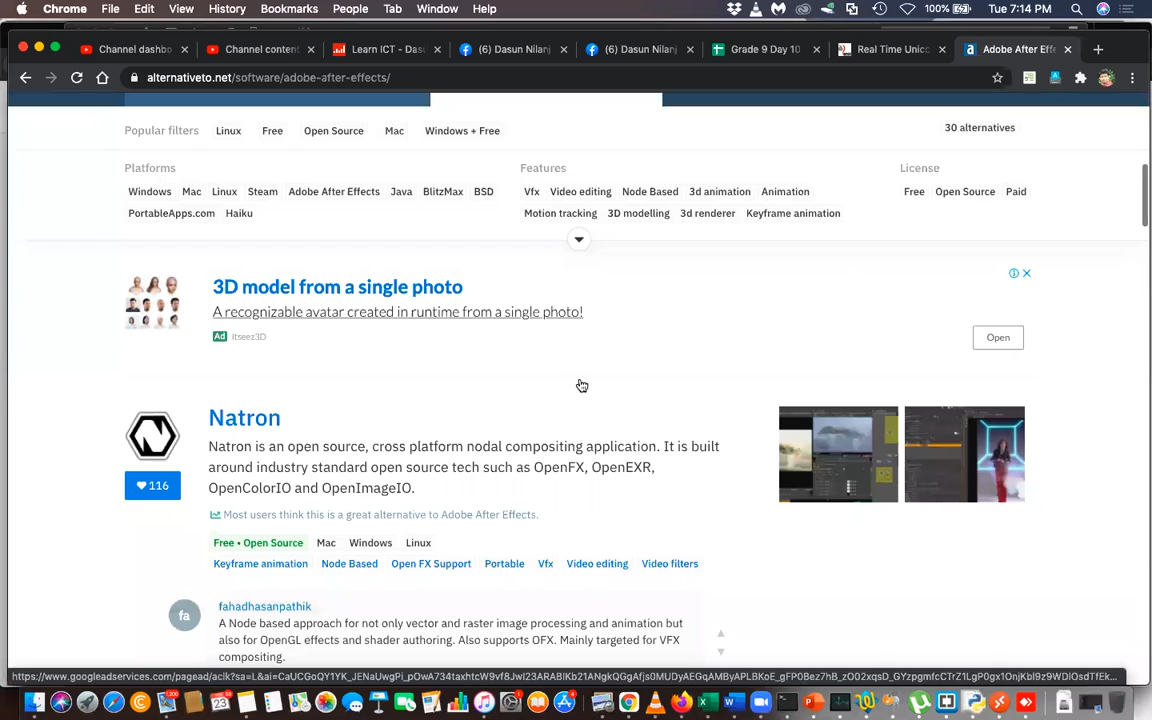 Chrome File Edit View History Bookmarks People Tab Window Help 100% Tue 7:14 PM
Channel dashbo Channel content Learn ICT - Das (6) Dasun Nilanj (6) Dasun Nilanj Grade 9 Day 10 Real Time Unico Adobe After Effe
alternativeto.net/software/adobe-after-effects/
Popular filters Linux Free Open Source Mac Windows + Free 30 alternatives
Platforms Features License
Windows Mac Linux Steam Adobe After Effects Java BlitzMax BSD Vfx Video editing Node Based 3d animation Animation Free Open Source Paid
PortableApps.com Haiku Motion tracking 3D modelling 3d renderer Keyframe animation
3D model from a single photo
A recognizable avatar created in runtime from a single photo!
Ad itseez3D
Open
Natron
Natron is an open source, cross platform nodal compositing application. It is built
around industry standard open source tech such as OpenFX, OpenEXR,
OpenColorIO and OpenImageIO.
116
Most users think this is a great alternative to Adobe After Effects.
Free • Open Source Mac Windows Linux
Keyframe animation Node Based Open FX Support Portable Vfx Video editing Video filters
fa
fahadhasanpathik
A Node based approach for not only vector and raster image processing and animation but
also for OpenGL effects and shader authoring. Also supports OFX. Mainly targeted for VFX
compositing.